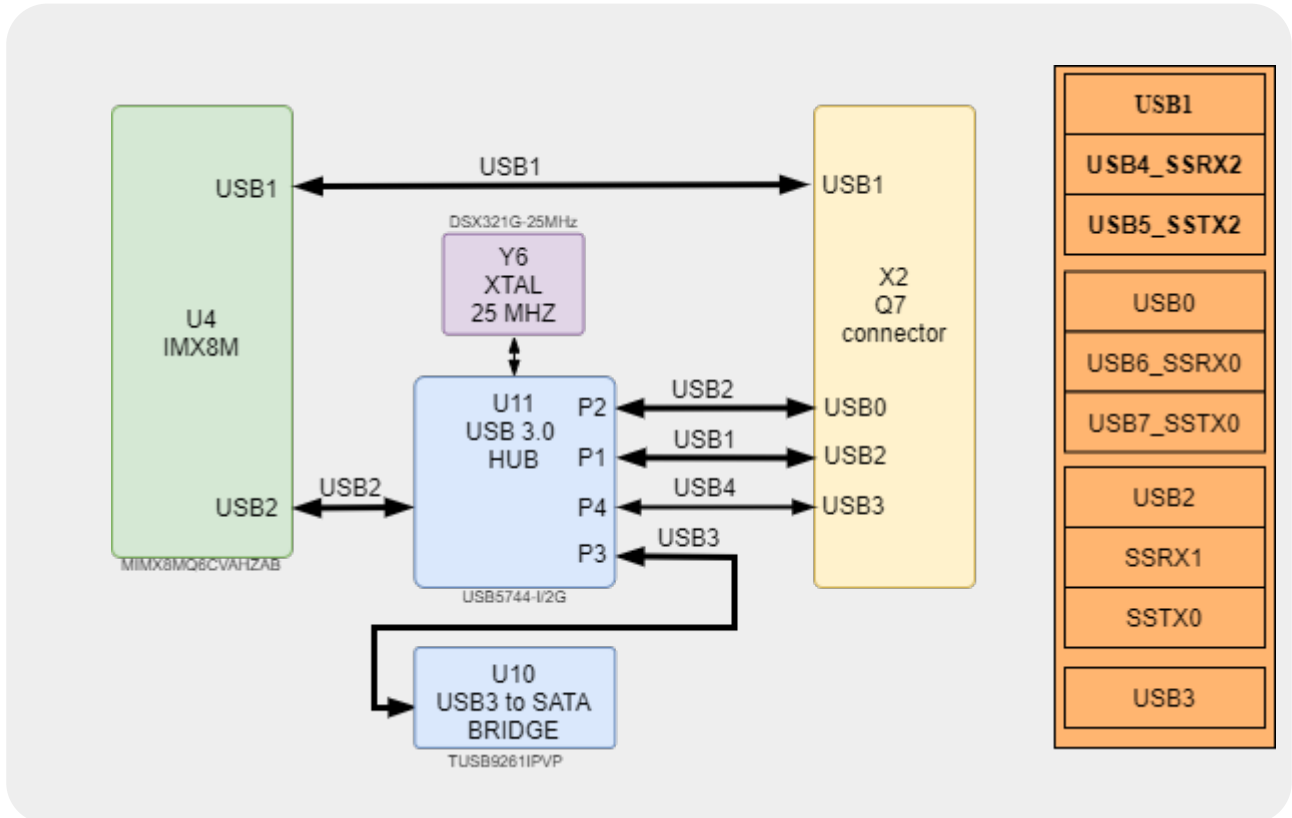 USB1
USB1
USB1
DSX321G-25MHz
Y6
XTAL
25 MHZ
U4
IMX8M
X2
Q7
connector
U11
USB 3.0
HUB
P2
USB2
USB0
P1
USB1
USB2
P4
USB4
USB3
P3
USB3
USB2
USB2
MIMX8MQ6CVAHZAB
USB5744-I/2G
U10
USB3 to SATA
BRIDGE
TUSB9261IPVP
USB1
USB4_SSRX2
USB5_SSTX2
USB0
USB6_SSRX0
USB7_SSTX0
USB2
SSRX1
SSTX0
USB3